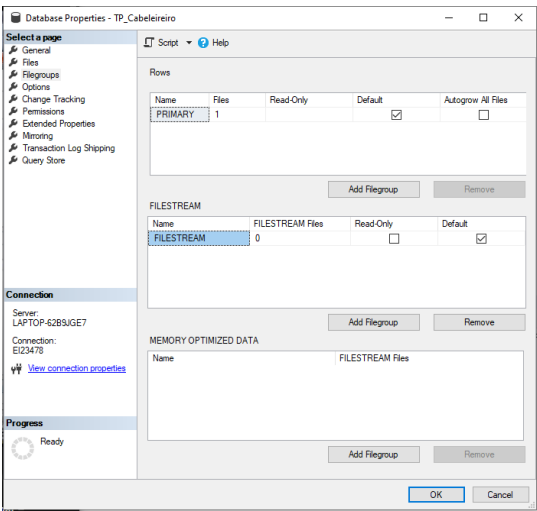 Database Properties - TP_Cabeleireiro
Select a page
General
Files
Filegroups
Options
Change Tracking
Permissions
Extended Properties
Mirroring
Transaction Log Shipping
Query Store
Script
Help
Rows
Name Files Read-Only Default Autogrow All Files
PRIMARY 1
Add Filegroup Remove
FILESTREAM
Name FILESTREAM Files Read-Only Default
FILESTREAM 0
Add Filegroup Remove
MEMORY OPTIMIZED DATA
Name FILESTREAM Files
Add Filegroup Remove
Connection
Server:
LAPTOP-62B9JGE7
Connection:
EI23478
View connection properties
Progress
Ready
OK Cancel